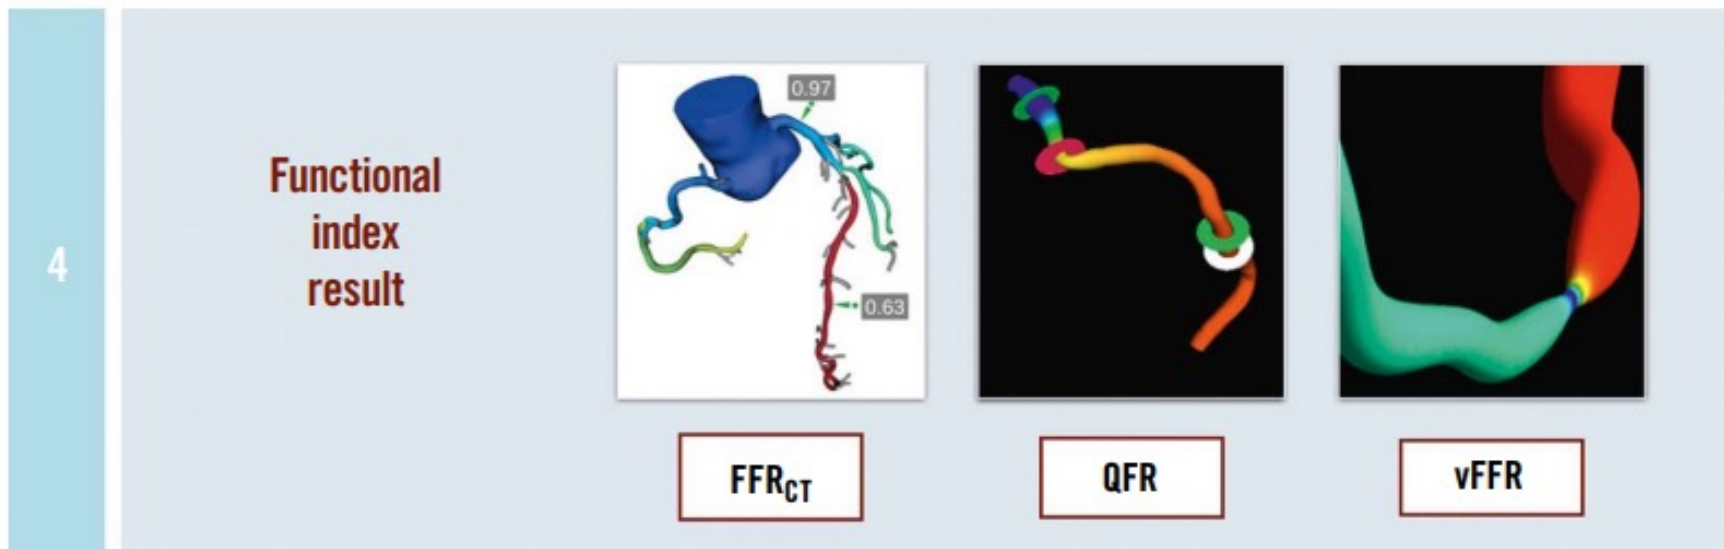 4
Functional
index
result
0.97
0.63
FFRCT
QFR
vFFR